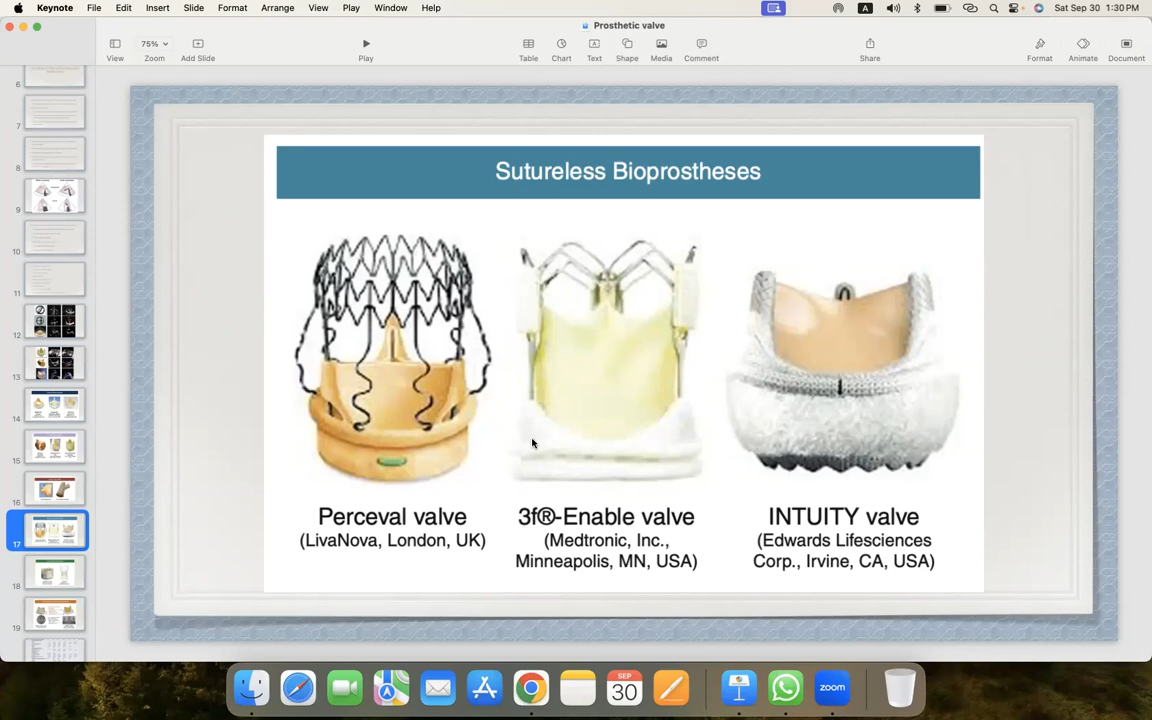 Keynote File Edit Insert Slide Format Arrange View Play Window Help A Sat Sep 30 1:30 PM
Prosthetic valve
75%
View Zoom Add Slide Play Table Chart Text Shape Media Comment Share Format Animate Document
6
7
8
9
10
11
12
13
14
15
16
17
18
19
Sutureless Bioprostheses
Perceval valve
(LivaNova, London, UK)
3f®-Enable valve
(Medtronic, Inc.,
Minneapolis, MN, USA)
INTUITY valve
(Edwards Lifesciences
Corp., Irvine, CA, USA)
SEP
30
zoom